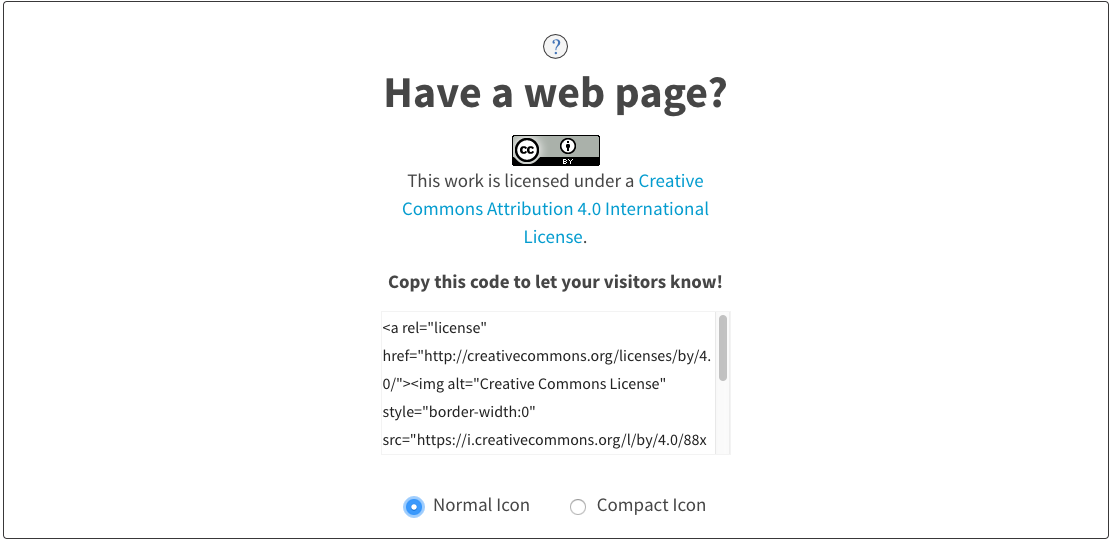 ?
Have a web page?
cc BY
This work is licensed under a Creative
Commons Attribution 4.0 International
License.
Copy this code to let your visitors know!
<a rel="license"
href="http://creativecommons.org/licenses/by/4.
0/"><img alt="Creative Commons License"
style="border-width:0"
src="https://i.creativecommons.org/l/by/4.0/88x
Normal Icon Compact Icon